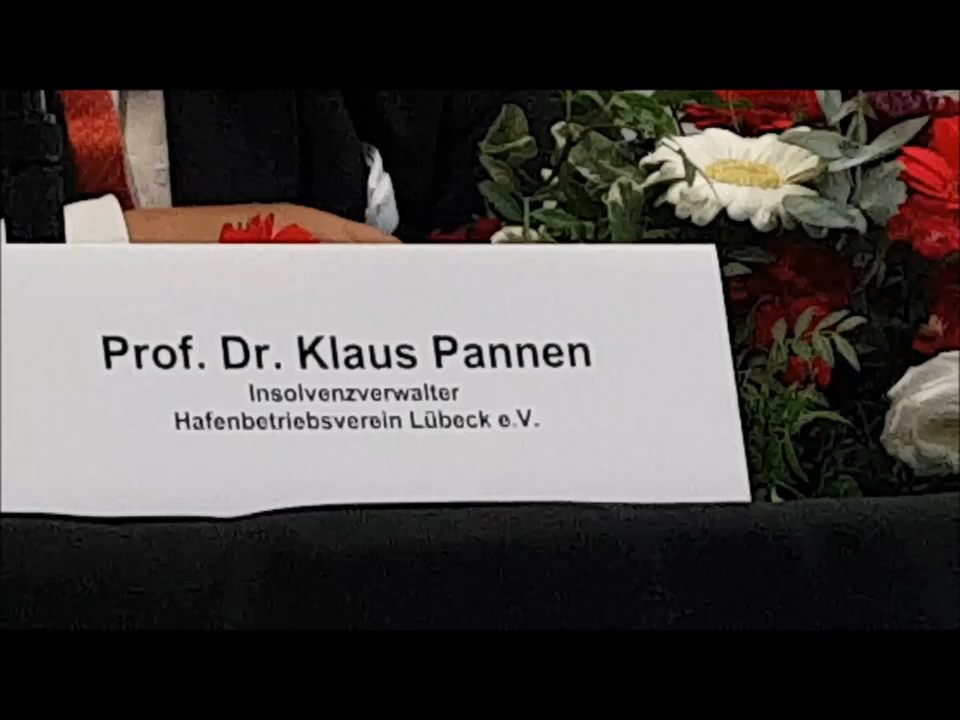 Prof. Dr. Klaus Pannen
Insolvenzverwalter
Hafenbetriebsverein Lübeck e.V.